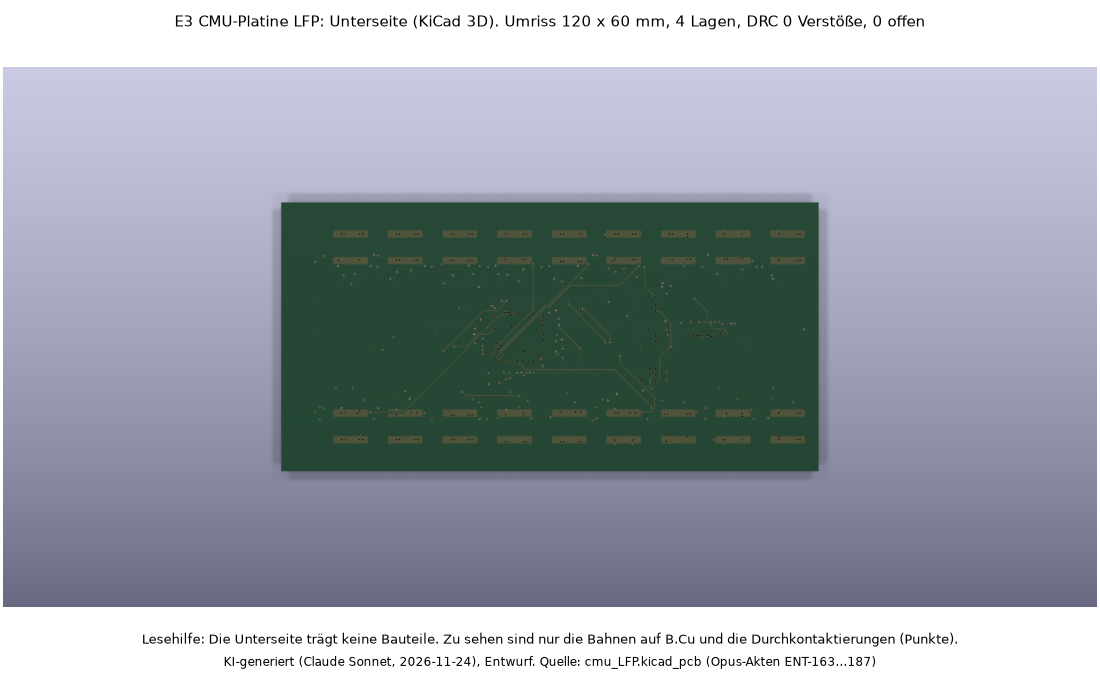 E3 CMU-Platine LFP: Unterseite (KiCad 3D). Umriss 120 x 60 mm, 4 Lagen, DRC 0 Verstöße, 0 offen
Lesehilfe: Die Unterseite trägt keine Bauteile. Zu sehen sind nur die Bahnen auf B.Cu und die Durchkontaktierungen (Punkte).
KI-generiert (Claude Sonnet, 2026-11-24), Entwurf. Quelle: cmu_LFP.kicad_pcb (Opus-Akten ENT-163...187)